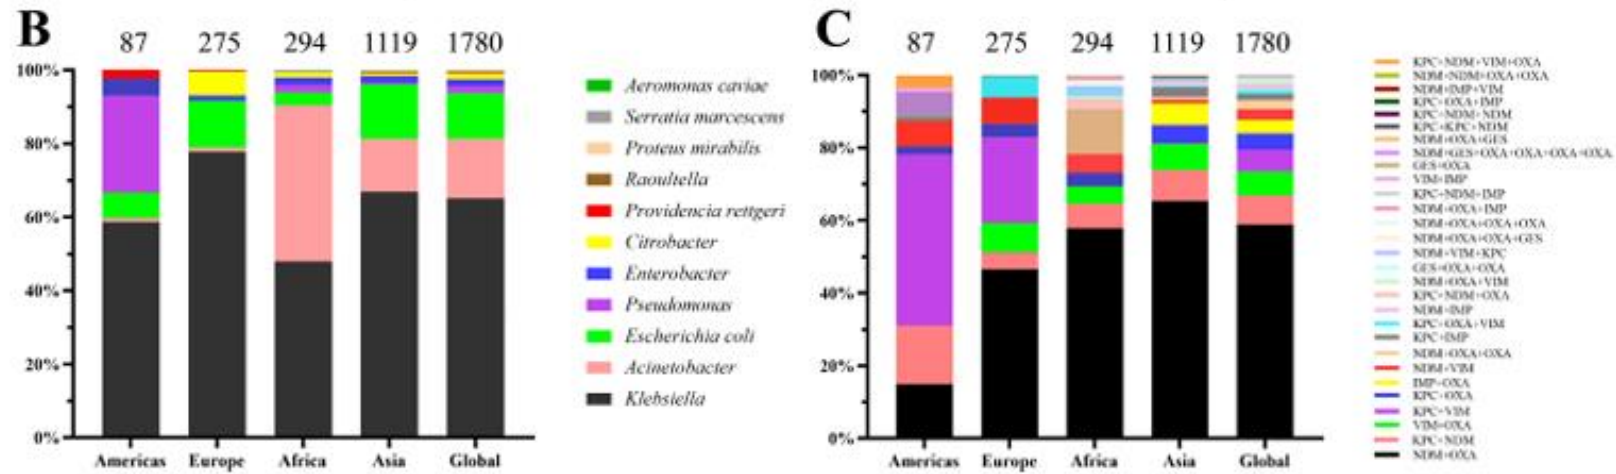 B
87 275 294 1119 1780
100%
80%
60%
40%
20%
0%
Americas Europe Africa Asia Global
Aeromonas caviae
Serratia marcescens
Proteus mirabilis
Raoultella
Providencia rettgeri
Citrobacter
Enterobacter
Pseudomonas
Escherichia coli
Acinetobacter
Klebsiella
C
87 275 294 1119 1780
100%
80%
60%
40%
20%
0%
Americas Europe Africa Asia Global
KPC+NDM+VIM+OXA
NDM+NDM+OXA+OXA
NDM+IMP+VIM
KPC+OXA+IMP
KPC+NDM+NDM
KPC+KPC+NDM
NDM+OXA+GES
NDM+GES+OXA+OXA+OXA+OXA
GES+OXA
VIM+IMP
KPC+NDM+IMP
NDM+OXA+IMP
NDM+OXA+OXA+OXA
NDM+OXA+OXA+GES
NDM+VIM+KPC
GES+OXA+OXA
NDM+OXA+VIM
KPC+NDM+OXA
NDM+IMP
KPC+OXA+VIM
KPC+IMP
NDM+OXA+OXA
NDM+VIM
IMP+OXA
KPC+OXA
KPC+VIM
VIM+OXA
KPC+NDM
NDM+OXA